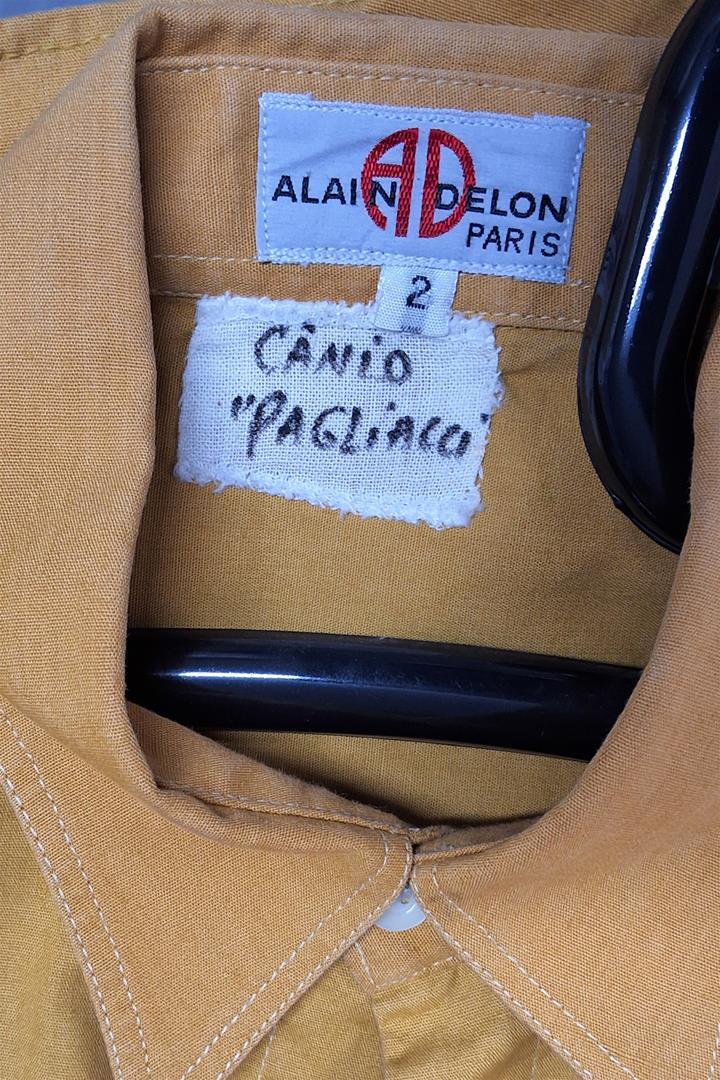 AD
ALAIN DELON
PARIS
2
CÂNIO
"PAGLIACCI"